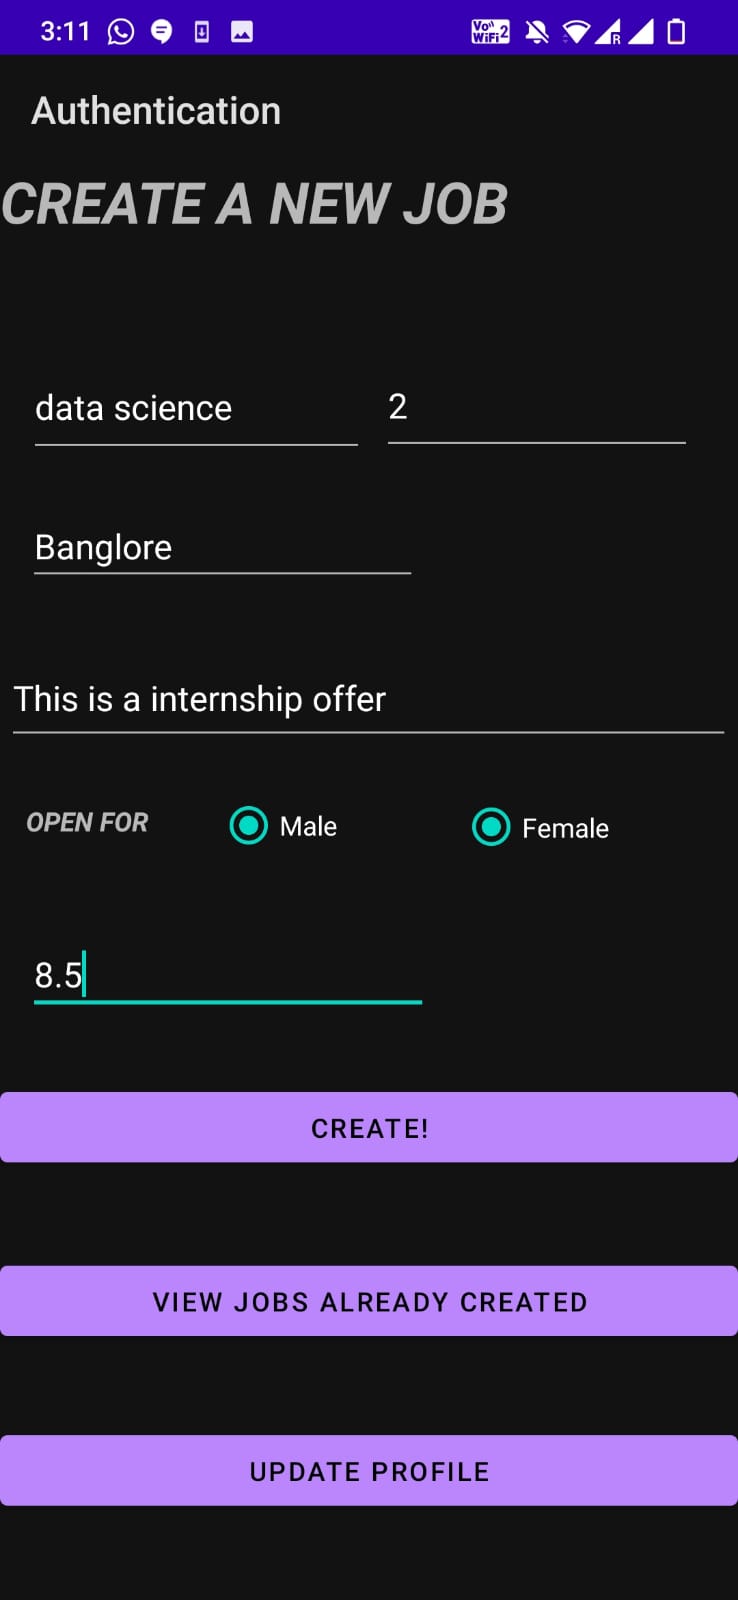 3:11 Vo)) WiFi 2 R
Authentication
CREATE A NEW JOB
data science 2
Banglore
This is a internship offer
OPEN FOR Male Female
8.5
CREATE!
VIEW JOBS ALREADY CREATED
UPDATE PROFILE